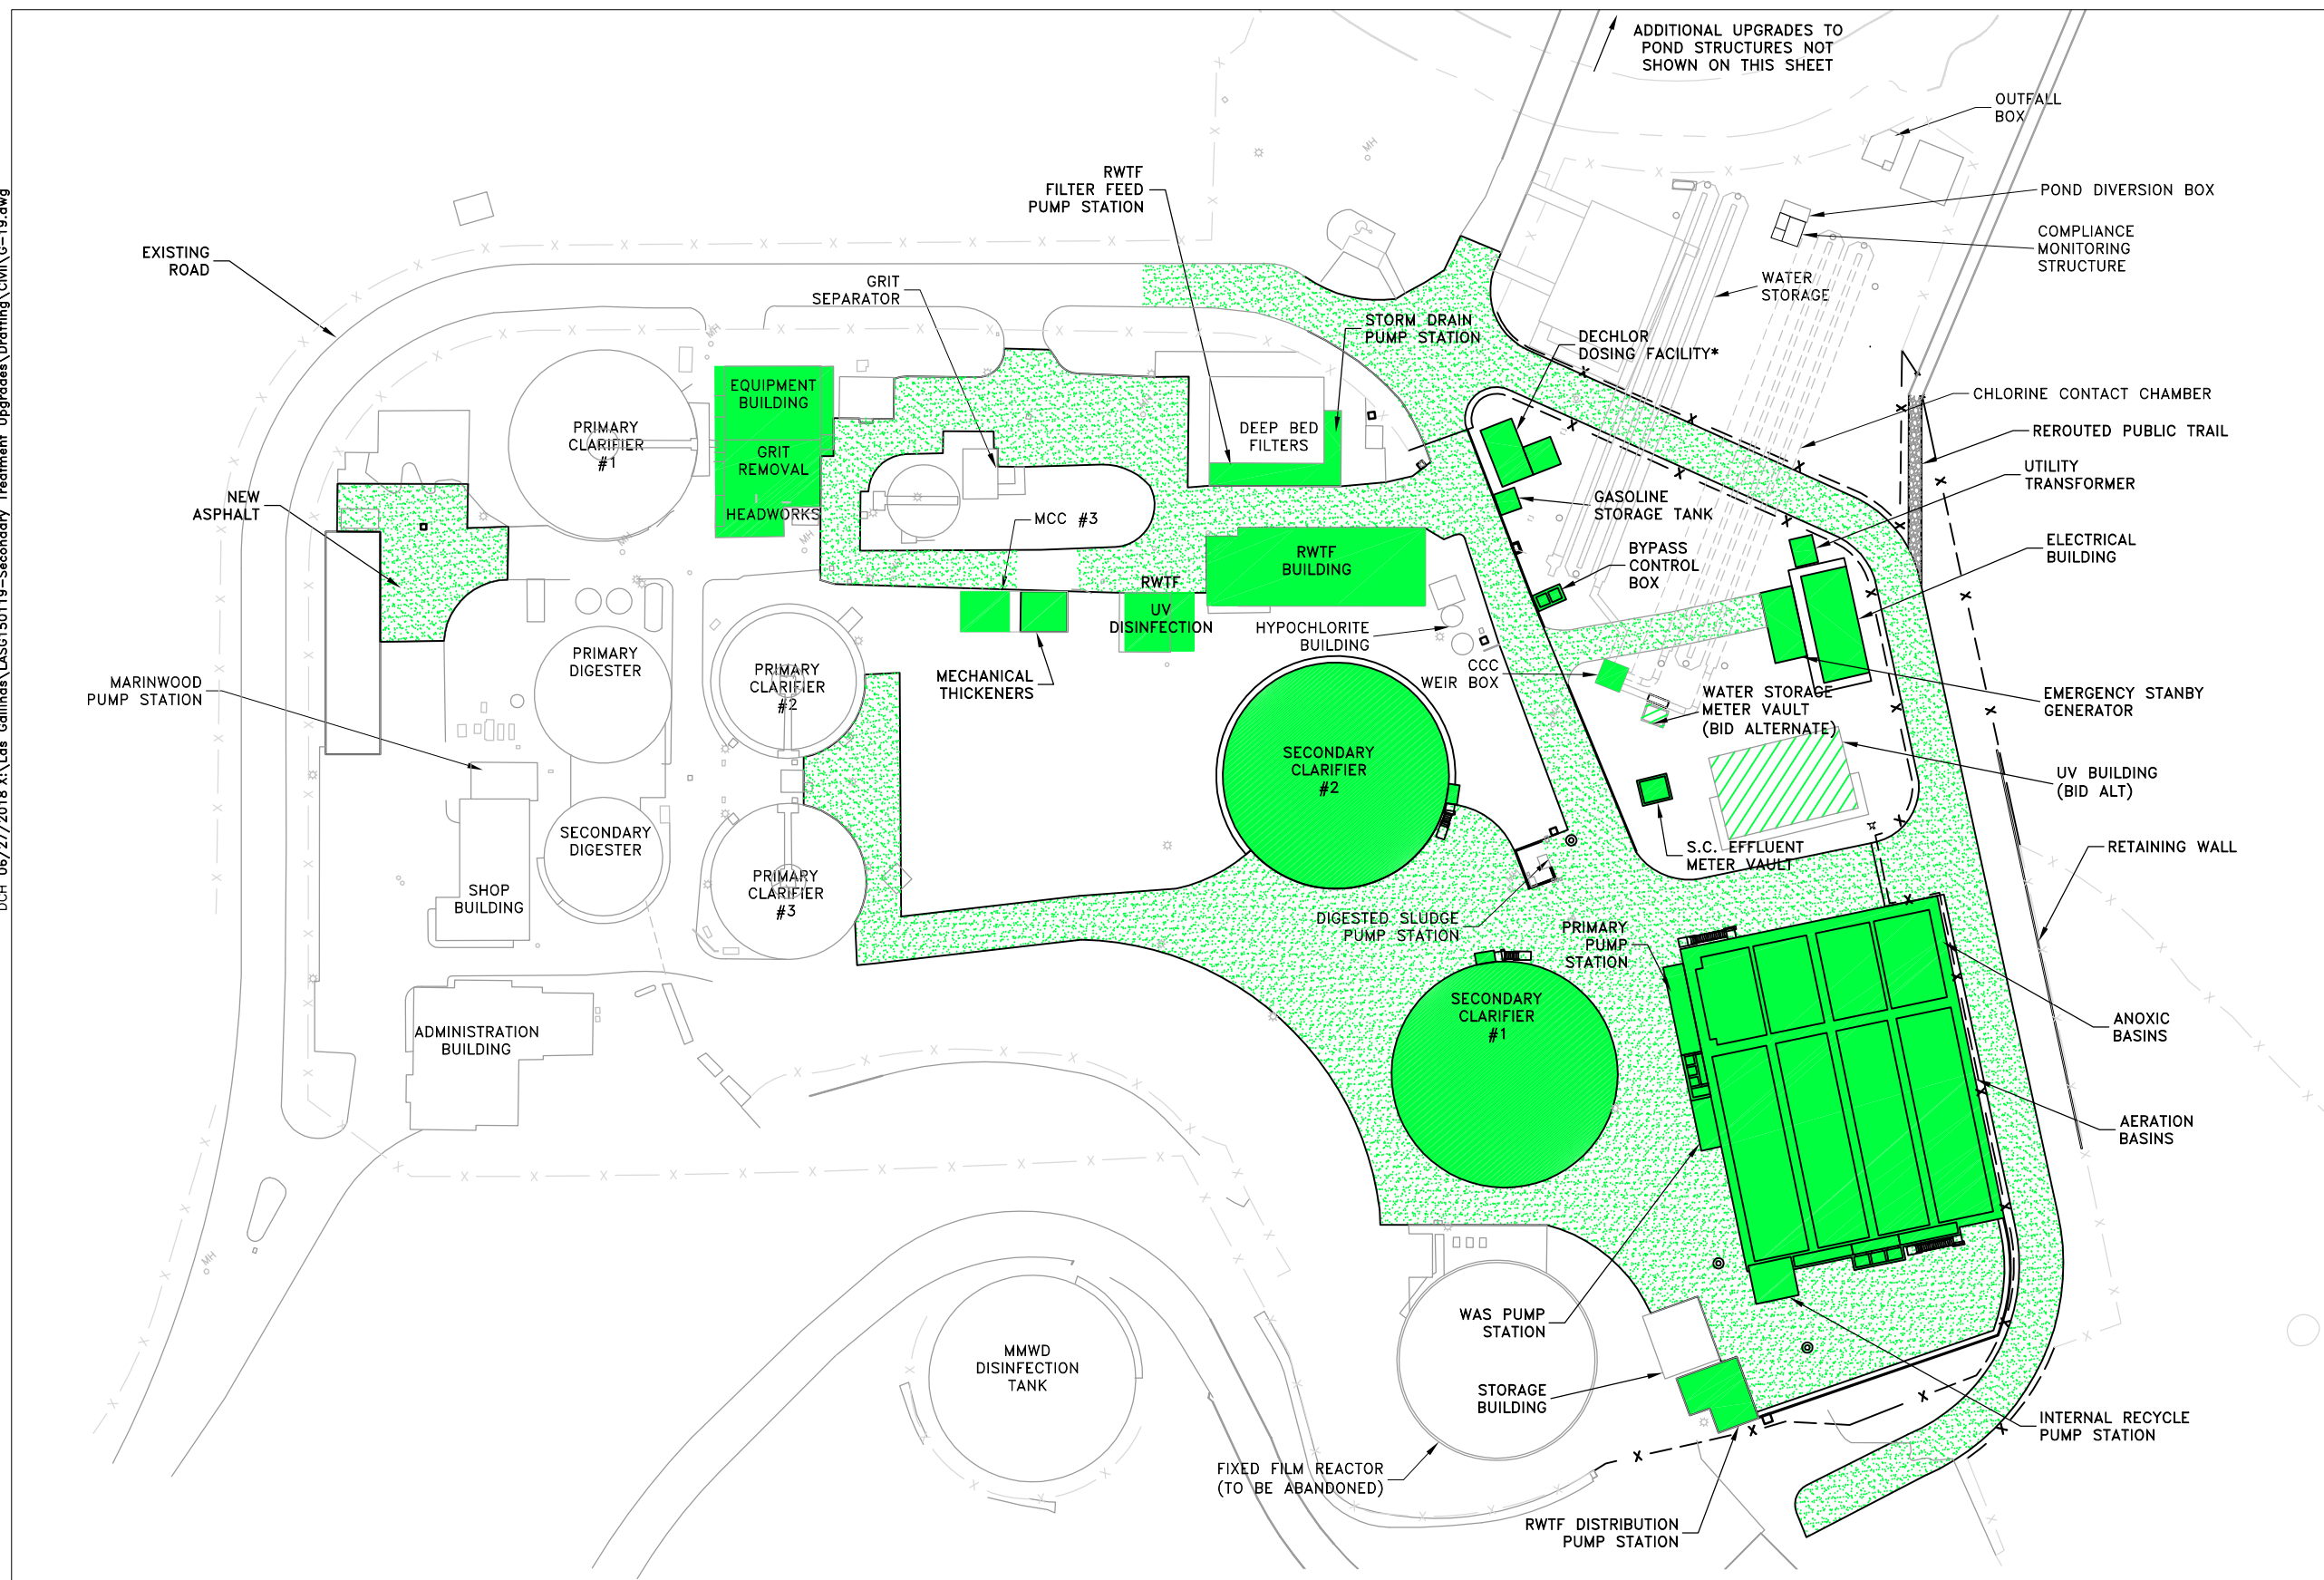 ADDITIONAL UPGRADES TO
POND STRUCTURES NOT
SHOWN ON THIS SHEET
OUTFALL
BOX
RWTF
FILTER FEED
PUMP STATION
POND DIVERSION BOX
COMPLIANCE
MONITORING
STRUCTURE
EXISTING
ROAD
GRIT
SEPARATOR
WATER
STORAGE
STORM DRAIN
PUMP STATION
DECHLOR
DOSING FACILITY*
EQUIPMENT
BUILDING
CHLORINE CONTACT CHAMBER
PRIMARY
CLARIFIER
#1
DEEP BED
FILTERS
REROUTED PUBLIC TRAIL
GRIT
REMOVAL
UTILITY
TRANSFORMER
NEW
ASPHALT
HEADWORKS
MCC #3
GASOLINE
STORAGE TANK
RWTF
BUILDING
BYPASS
CONTROL
BOX
ELECTRICAL
BUILDING
RWTF
UV
DISINFECTION
HYPOCHLORITE
BUILDING
PRIMARY
DIGESTER
PRIMARY
CLARIFIER
#2
MECHANICAL
THICKENERS
CCC
WEIR BOX
MARINWOOD
PUMP STATION
WATER STORAGE
METER VAULT
(BID ALTERNATE)
EMERGENCY STANBY
GENERATOR
SECONDARY
CLARIFIER
#2
UV BUILDING
(BID ALT)
SECONDARY
DIGESTER
S.C. EFFLUENT
METER VAULT
RETAINING WALL
SHOP
BUILDING
PRIMARY
CLARIFIER
#3
DIGESTED SLUDGE
PUMP STATION
PRIMARY
PUMP
STATION
SECONDARY
CLARIFIER
#1
ANOXIC
BASINS
ADMINISTRATION
BUILDING
AERATION
BASINS
WAS PUMP
STATION
MMWD
DISINFECTION
TANK
STORAGE
BUILDING
INTERNAL RECYCLE
PUMP STATION
FIXED FILM REACTOR
(TO BE ABANDONED)
RWTF DISTRIBUTION
PUMP STATION
MH
MH
MH
MH
MH